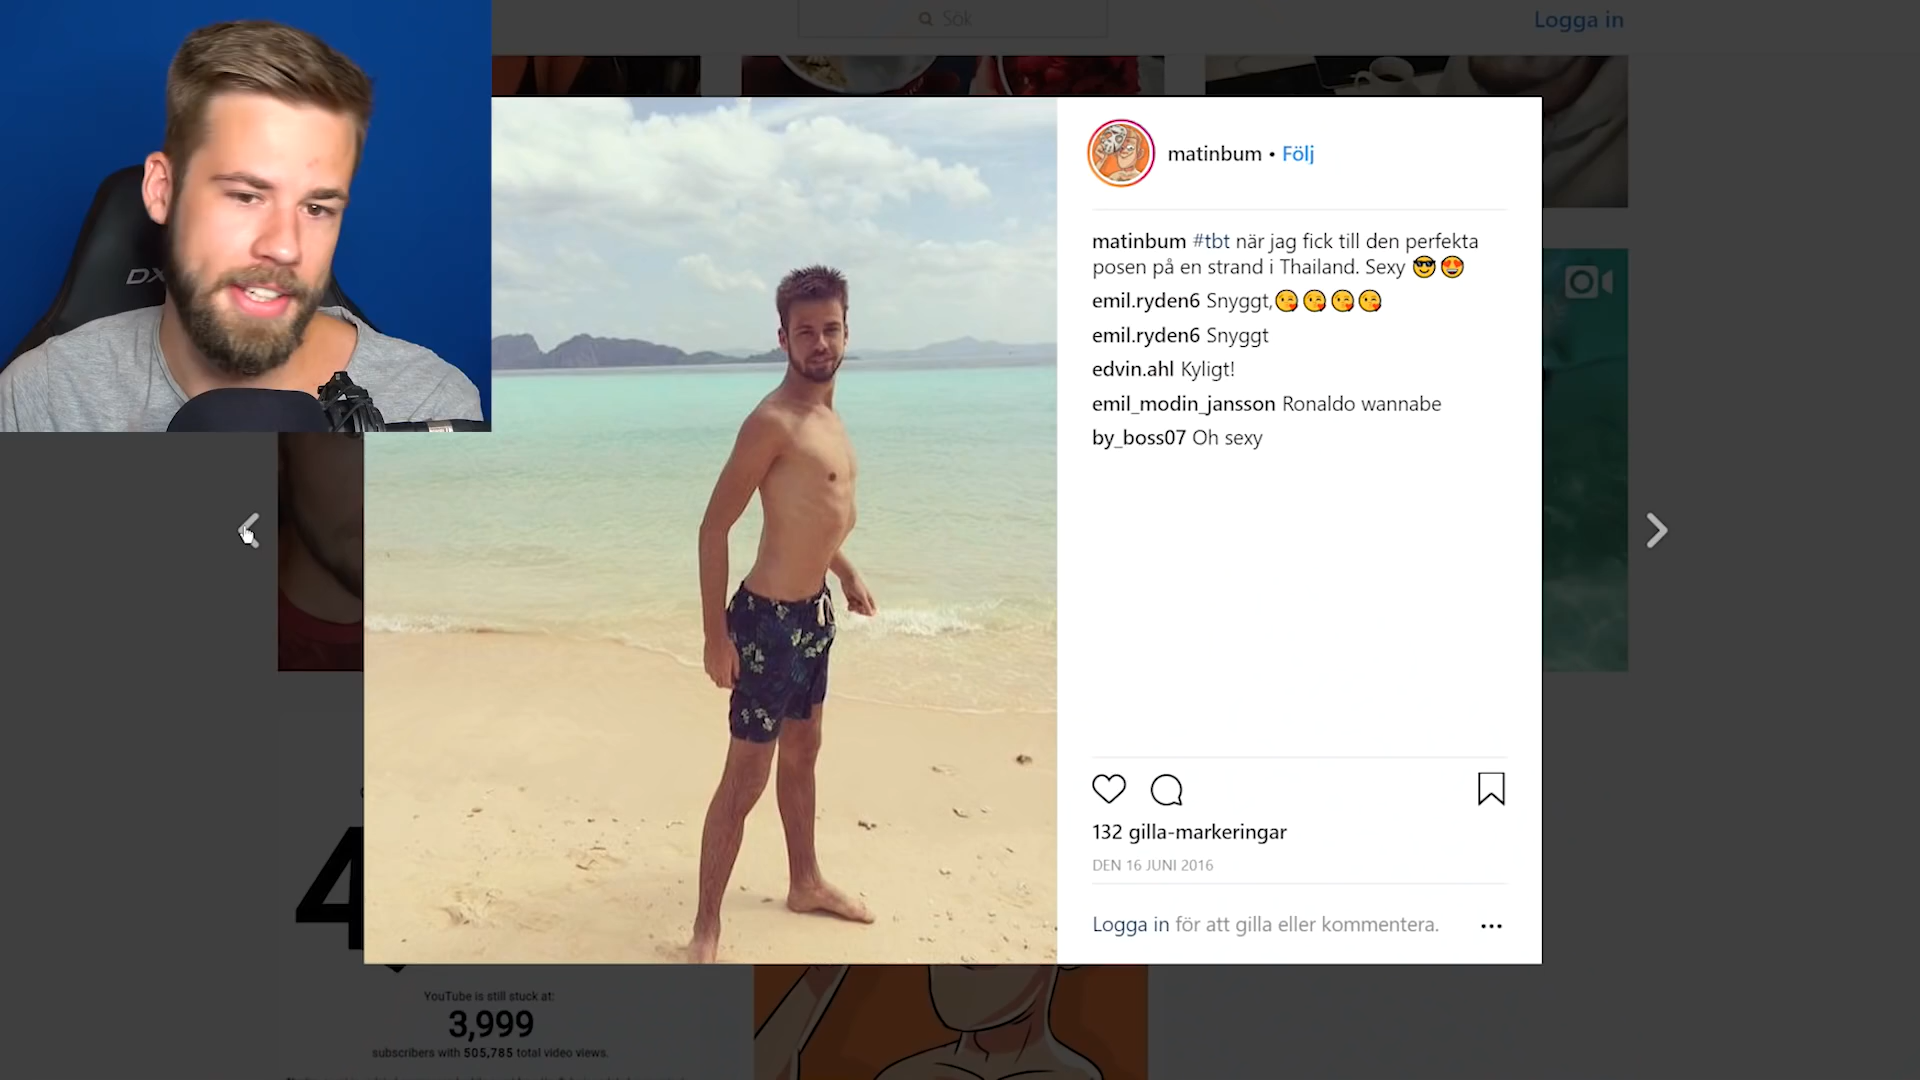 Sök
Logga in
DX
matinbum • Följ
matinbum #tbt när jag fick till den perfekta
posen på en strand i Thailand. Sexy 😎😍
emil.ryden6 Snyggt,😋😋😋😋
emil.ryden6 Snyggt
edvin.ahl Kyligt!
emil_modin_jansson Ronaldo wannabe
by_boss07 Oh sexy
132 gilla-markeringar
DEN 16 JUNI 2016
Logga in för att gilla eller kommentera.
4
YouTube is still stuck at:
3,999
subscribers with 505,785 total video views.